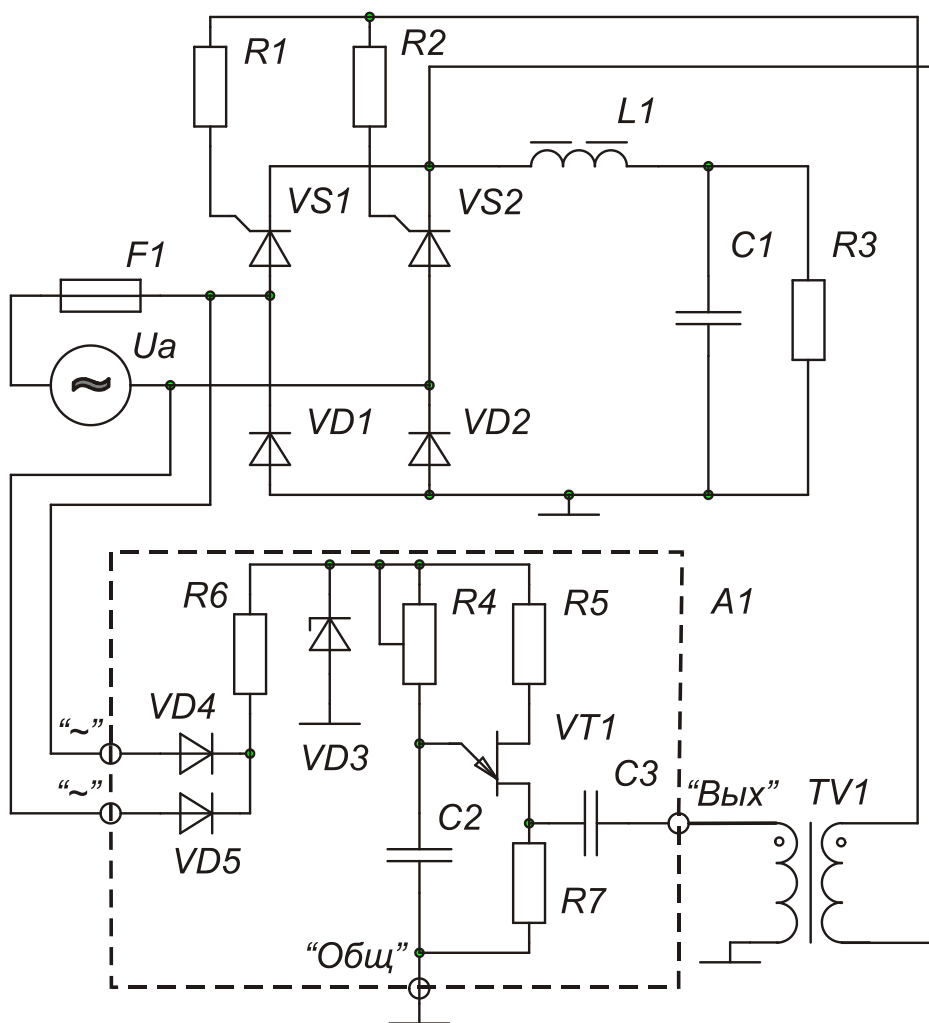 R1
R2
L1
VS1
VS2
C1
R3
F1
Ua
VD1
VD2
R6
R4
R5
A1
VD4
VT1
“~”
VD3
C3
“~”
“Вых”
TV1
C2
VD5
R7
“Общ”